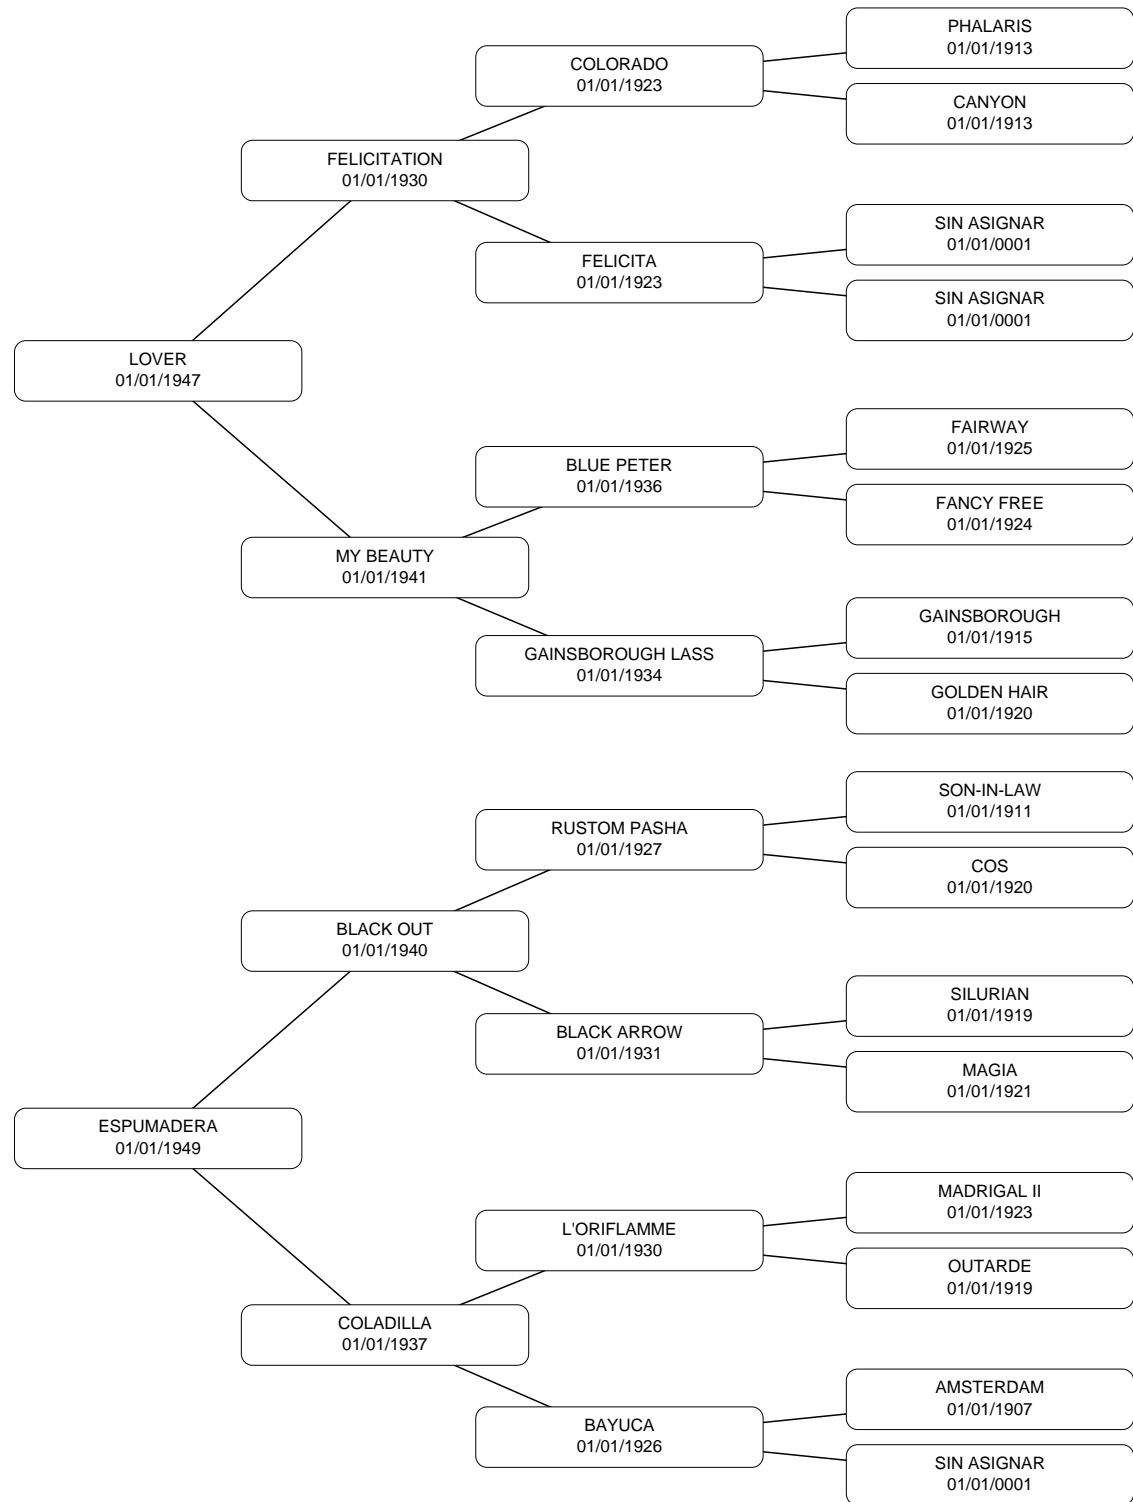 PHALARIS
01/01/1913
COLORADO
01/01/1923
CANYON
01/01/1913
FELICITATION
01/01/1930
SIN ASIGNAR
01/01/0001
FELICITA
01/01/1923
SIN ASIGNAR
01/01/0001
LOVER
01/01/1947
FAIRWAY
01/01/1925
BLUE PETER
01/01/1936
FANCY FREE
01/01/1924
MY BEAUTY
01/01/1941
GAINSBOROUGH
01/01/1915
GAINSBOROUGH LASS
01/01/1934
GOLDEN HAIR
01/01/1920
SON-IN-LAW
01/01/1911
RUSTOM PASHA
01/01/1927
COS
01/01/1920
BLACK OUT
01/01/1940
SILURIAN
01/01/1919
BLACK ARROW
01/01/1931
MAGIA
01/01/1921
ESPUMADERA
01/01/1949
MADRIGAL II
01/01/1923
L'ORIFLAMME
01/01/1930
OUTARDE
01/01/1919
COLADILLA
01/01/1937
AMSTERDAM
01/01/1907
BAYUCA
01/01/1926
SIN ASIGNAR
01/01/0001